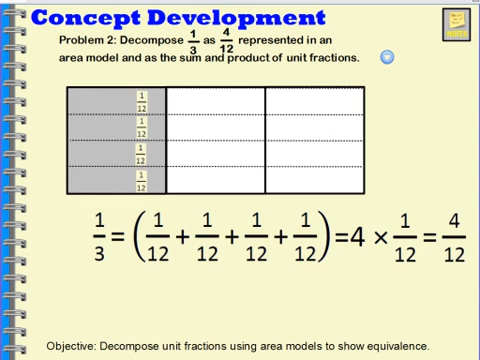 Concept Development
Problem 2: Decompose 1/3 as 4/12 represented in an
area model and as the sum and product of unit fractions.
1/12
1/12
1/12
1/12
1/3 = (1/12 + 1/12 + 1/12 + 1/12) = 4 × 1/12 = 4/12
Objective: Decompose unit fractions using area models to show equivalence.